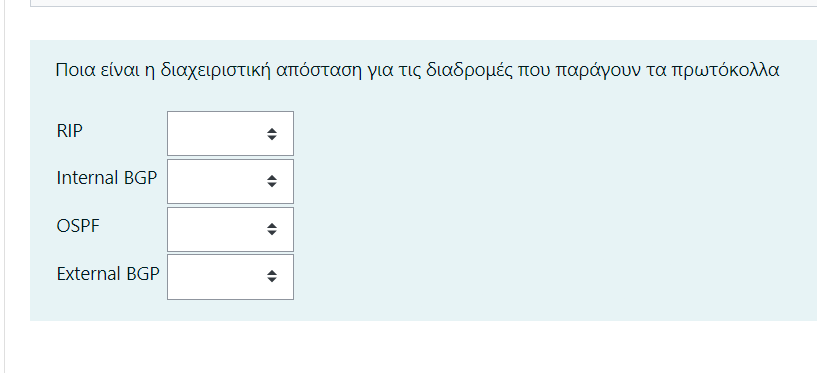 Ποια είναι η διαχειριστική απόσταση για τις διαδρομές που παράγουν τα πρωτόκολλα
RIP
Internal BGP
OSPF
External BGP